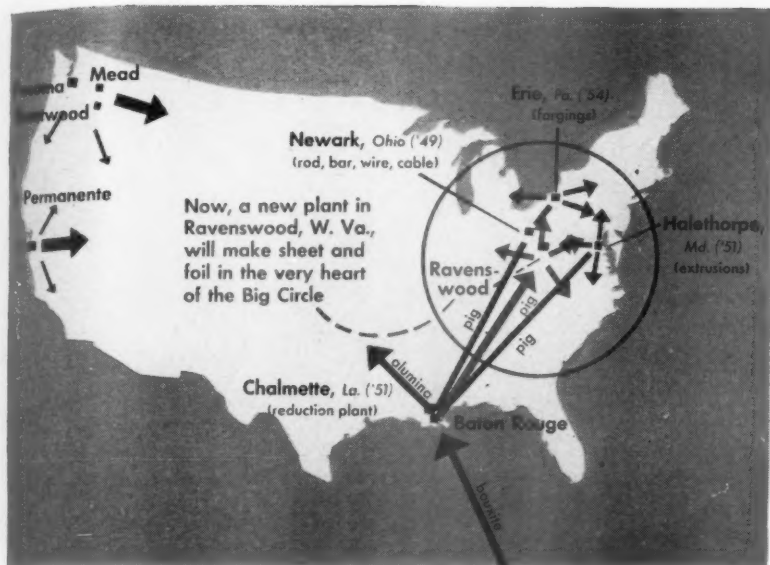 Mead
Permanente
Newark, Ohio ('49)
(rod, bar, wire, cable)
Erie, Pa. ('54)
(forgings)
Now, a new plant in
Ravenswood, W. Va.,
will make sheet and
foil in the very heart
of the Big Circle
Halethorpe,
Md. ('51)
(extrusions)
Ravens-
wood
pig
pig
pig
alumina
Chalmette, La. ('51)
(reduction plant)
Baton Rouge
bauxite